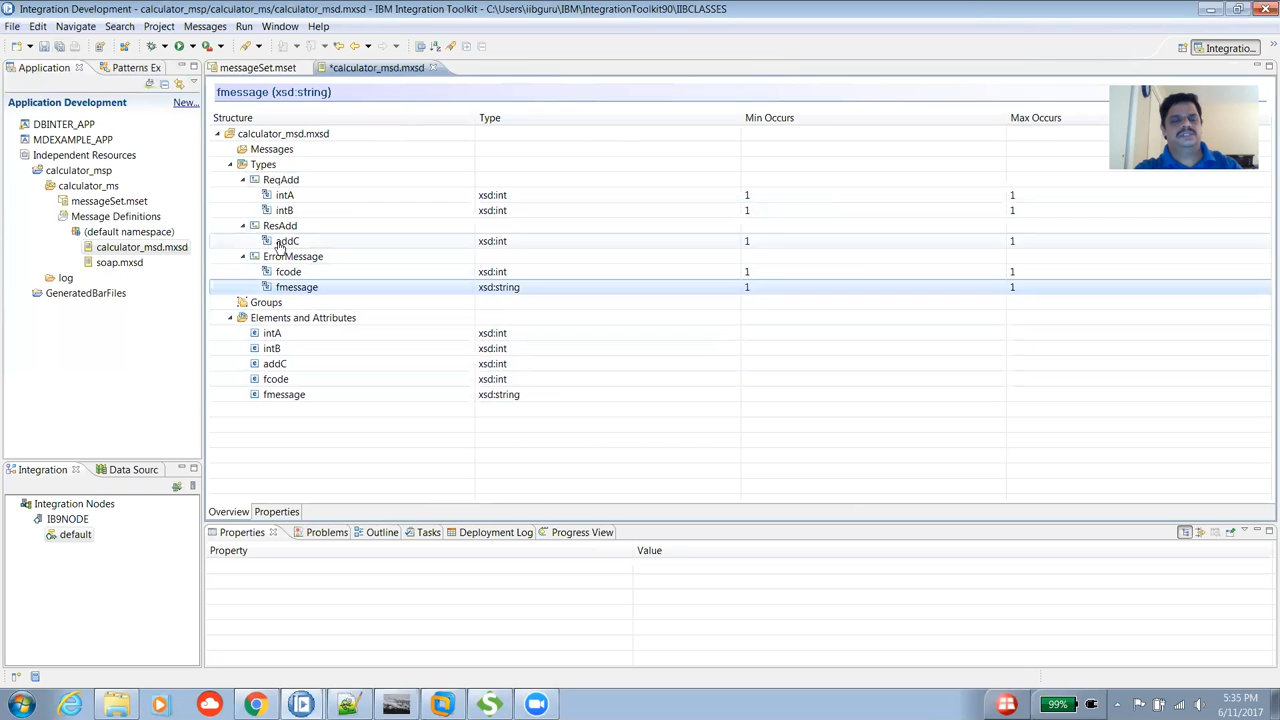 Integration Development - calculator_msp/calculator_ms/calculator_msd.mxsd - IBM Integration Toolkit - C:\Users\iibguru\IBM\IntegrationToolkit90\IIBCLASSES
File Edit Navigate Search Project Messages Run Window Help
Integratio...
Application Patterns Ex
messageSet.mset *calculator_msd.mxsd
Application Development New...
fmessage (xsd:string)
Structure Type Min Occurs Max Occurs
DBINTER_APP
MDEXAMPLE_APP
Independent Resources
calculator_msp
calculator_ms
messageSet.mset
Message Definitions
(default namespace)
calculator_msd.mxsd
soap.mxsd
log
GeneratedBarFiles
calculator_msd.mxsd
Messages
Types
ReqAdd
intA xsd:int 1 1
intB xsd:int 1 1
ResAdd
addC xsd:int 1 1
ErrorMessage
fcode xsd:int 1 1
fmessage xsd:string 1 1
Groups
Elements and Attributes
intA xsd:int
intB xsd:int
addC xsd:int
fcode xsd:int
fmessage xsd:string
Integration Data Sourc
Integration Nodes
IB9NODE
default
Overview Properties
Properties Problems Outline Tasks Deployment Log Progress View
Property Value
99%
5:35 PM
6/11/2017